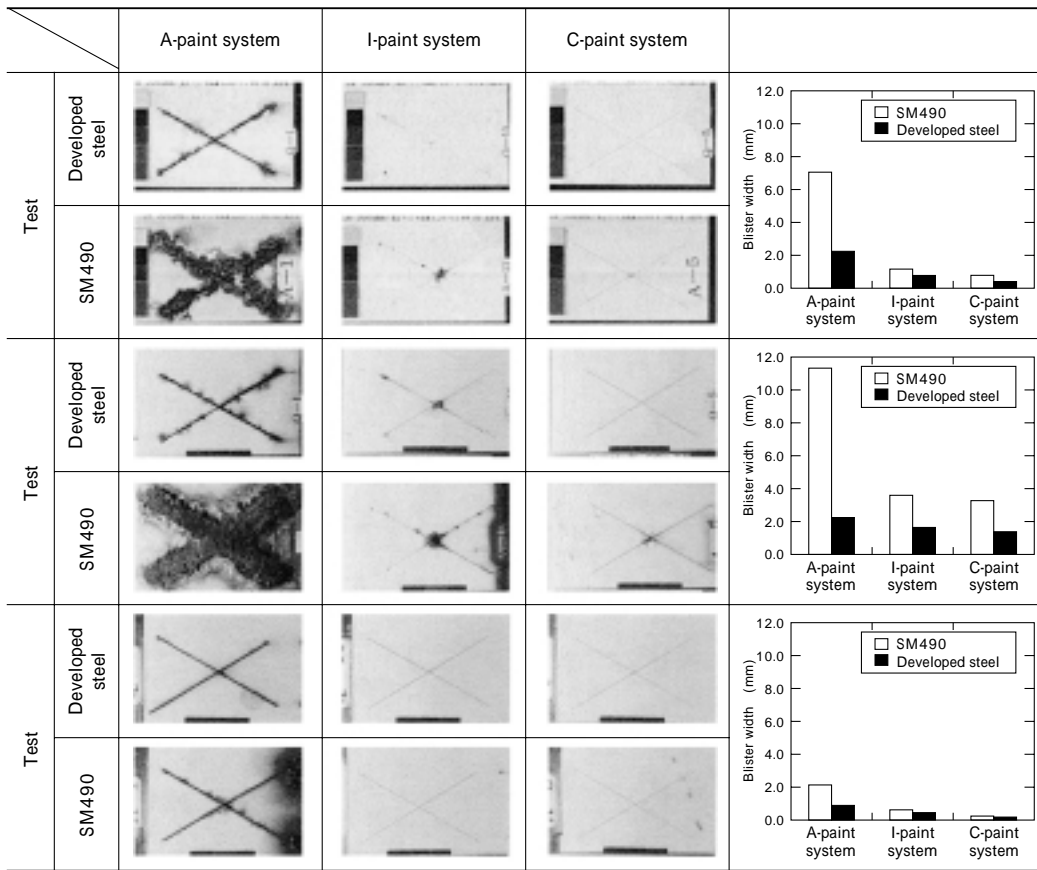 A-paint system
I-paint system
C-paint system
Test
Developed
steel
SM490
Test
Developed
steel
SM490
Test
Developed
steel
SM490
A-1
A-5
Blister width (mm)
12.0
10.0
8.0
6.0
4.0
2.0
0.0
SM490
Developed steel
A-paint
system
I-paint
system
C-paint
system
Blister width (mm)
12.0
10.0
8.0
6.0
4.0
2.0
0.0
SM490
Developed steel
A-paint
system
I-paint
system
C-paint
system
Blister width (mm)
12.0
10.0
8.0
6.0
4.0
2.0
0.0
SM490
Developed steel
A-paint
system
I-paint
system
C-paint
system